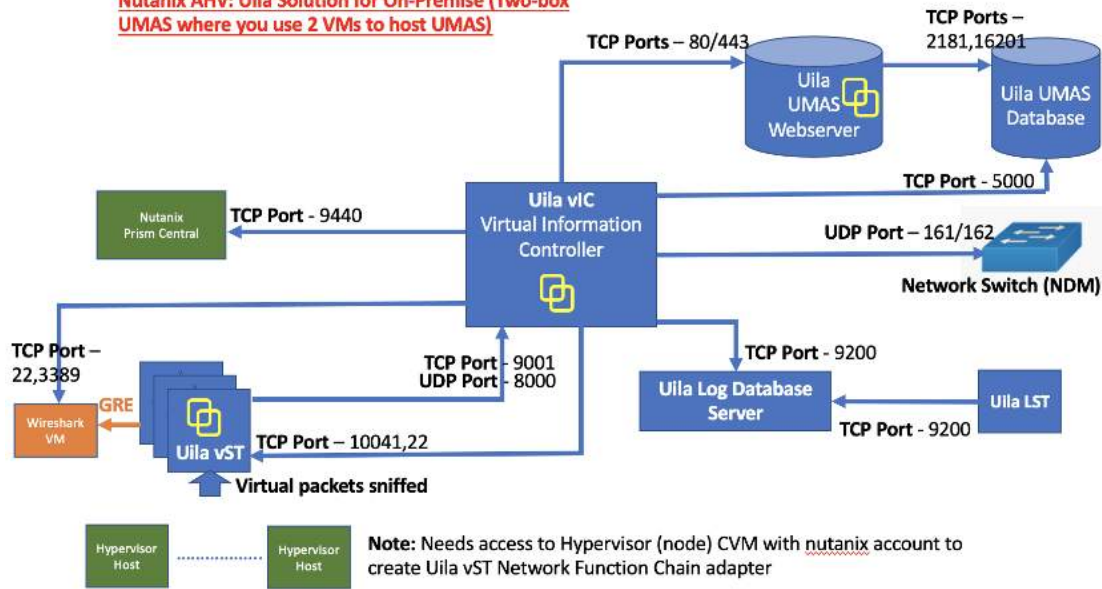 Nutanix AHV: Uila Solution for On-Premise (Two-box
UMAS where you use 2 VMs to host UMAS)
TCP Ports – 80/443
TCP Ports –
2181,16201
Uila
UMAS
Webserver
Uila UMAS
Database
TCP Port - 5000
Nutanix
Prism Central
TCP Port - 9440
Uila vIC
Virtual Information
Controller
UDP Port – 161/162
Network Switch (NDM)
TCP Port –
22,3389
TCP Port - 9001
UDP Port - 8000
TCP Port - 9200
Uila Log Database
Server
Uila LST
TCP Port - 9200
GRE
Wireshark
VM
Uila vST
TCP Port – 10041,22
Virtual packets sniffed
Hypervisor
Host
Hypervisor
Host
Note: Needs access to Hypervisor (node) CVM with nutanix account to
create Uila vST Network Function Chain adapter